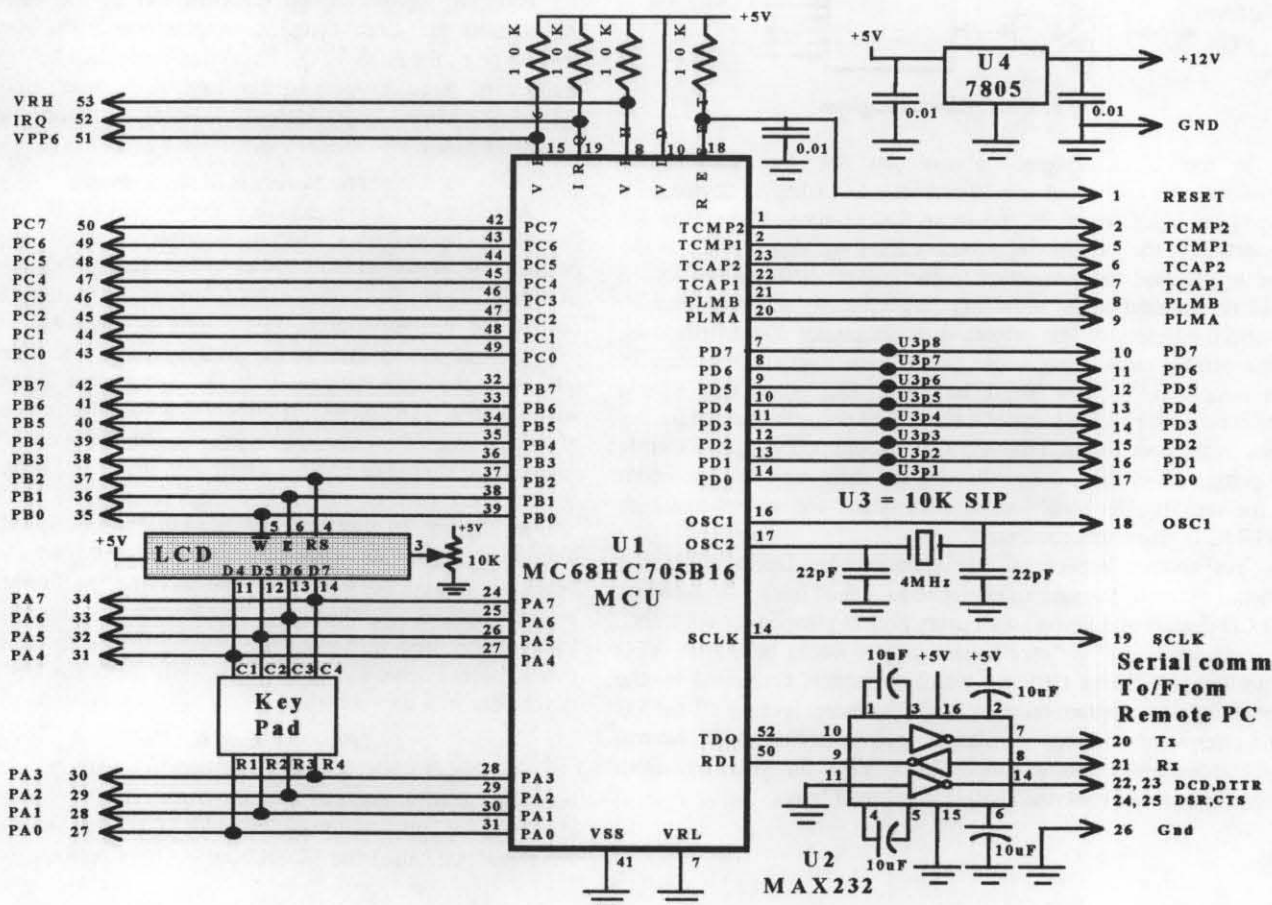 +5V
10K 10K 10K 10K
+5V
U4
7805
+12V
0.01
0.01
GND
VRH 53
IRQ 52
VPP6 51
15 19 8 10 18
VPP6 IRQ VRH VDD RESET
0.01
1 RESET
PC7 50 42 PC7
PC6 49 43 PC6
PC5 48 44 PC5
PC4 47 45 PC4
PC3 46 46 PC3
PC2 45 47 PC2
PC1 44 48 PC1
PC0 43 49 PC0
TCMP2 1 2 TCMP2
TCMP1 2 5 TCMP1
TCAP2 23 6 TCAP2
TCAP1 22 7 TCAP1
PLMB 21 8 PLMB
PLMA 20 9 PLMA
PB7 42 32 PB7
PB6 41 33 PB6
PB5 40 34 PB5
PB4 39 35 PB4
PB3 38 36 PB3
PB2 37 37 PB2
PB1 36 38 PB1
PB0 35 39 PB0
PD7 7 U3p8 10 PD7
PD6 8 U3p7 11 PD6
PD5 9 U3p6 12 PD5
PD4 10 U3p5 13 PD4
PD3 11 U3p4 14 PD3
PD2 12 U3p3 15 PD2
PD1 13 U3p2 16 PD1
PD0 14 U3p1 17 PD0
U3 = 10K SIP
OSC1 16 18 OSC1
OSC2 17
22pF 4MHz 22pF
+5V
5 6 4
LCD W E RS 3
+5V
10K
D4 D5 D6 D7
11 12 13 14
U1
MC68HC705B16
MCU
PA7 34 24 PA7
PA6 33 25 PA6
PA5 32 26 PA5
PA4 31 27 PA4
SCLK 14 19 SCLK
C1 C2 C3 C4
Key
Pad
R1 R2 R3 R4
PA3 30 28 PA3
PA2 29 29 PA2
PA1 28 30 PA1
PA0 27 31 PA0
VSS VRL
41 7
Serial comm
To/From
Remote PC
10uF +5V +5V
10uF
1 3 16 2
TDO 52 10 7 20 Tx
RDI 50 9 8 21 Rx
11 14 22, 23 DCD,DTTR
24, 25 DSR,CTS
4 5 15 6
10uF 10uF
26 Gnd
U2
MAX232